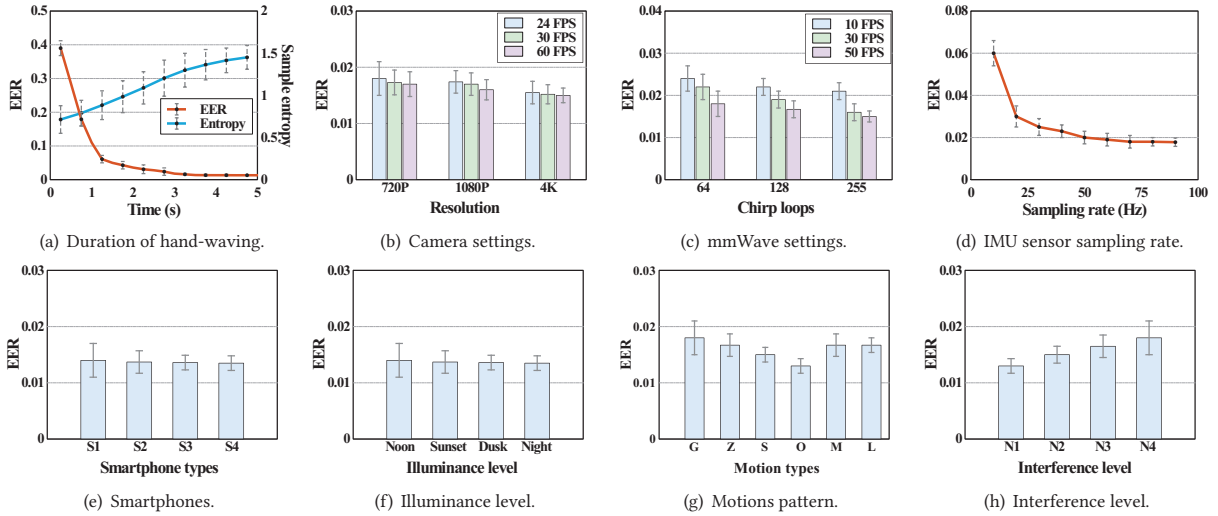 0.5
0.4
0.3
0.2
0.1
0
EER
2
1.5
1
0.5
0
Sample entropy
EER
Entropy
0 1 2 3 4 5
Time (s)
(a) Duration of hand-waving.
0.03
0.02
0.01
0
EER
24 FPS
30 FPS
60 FPS
720P 1080P 4K
Resolution
(b) Camera settings.
0.04
0.03
0.02
0.01
0
EER
10 FPS
30 FPS
50 FPS
64 128 255
Chirp loops
(c) mmWave settings.
0.08
0.06
0.04
0.02
0
EER
0 25 50 75 100
Sampling rate (Hz)
(d) IMU sensor sampling rate.
0.03
0.02
0.01
0
EER
S1 S2 S3 S4
Smartphone types
(e) Smartphones.
0.03
0.02
0.01
0
EER
Noon Sunset Dusk Night
Illuminance level
(f) Illuminance level.
0.03
0.02
0.01
0
EER
G Z S O M L
Motion types
(g) Motions pattern.
0.03
0.02
0.01
0
EER
N1 N2 N3 N4
Interference level
(h) Interference level.